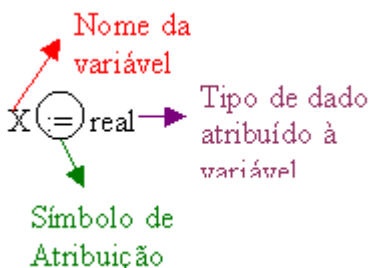 Nome da
variável
X := real
Tipo de dado
atribuído à
variável
Símbolo de
Atribuição